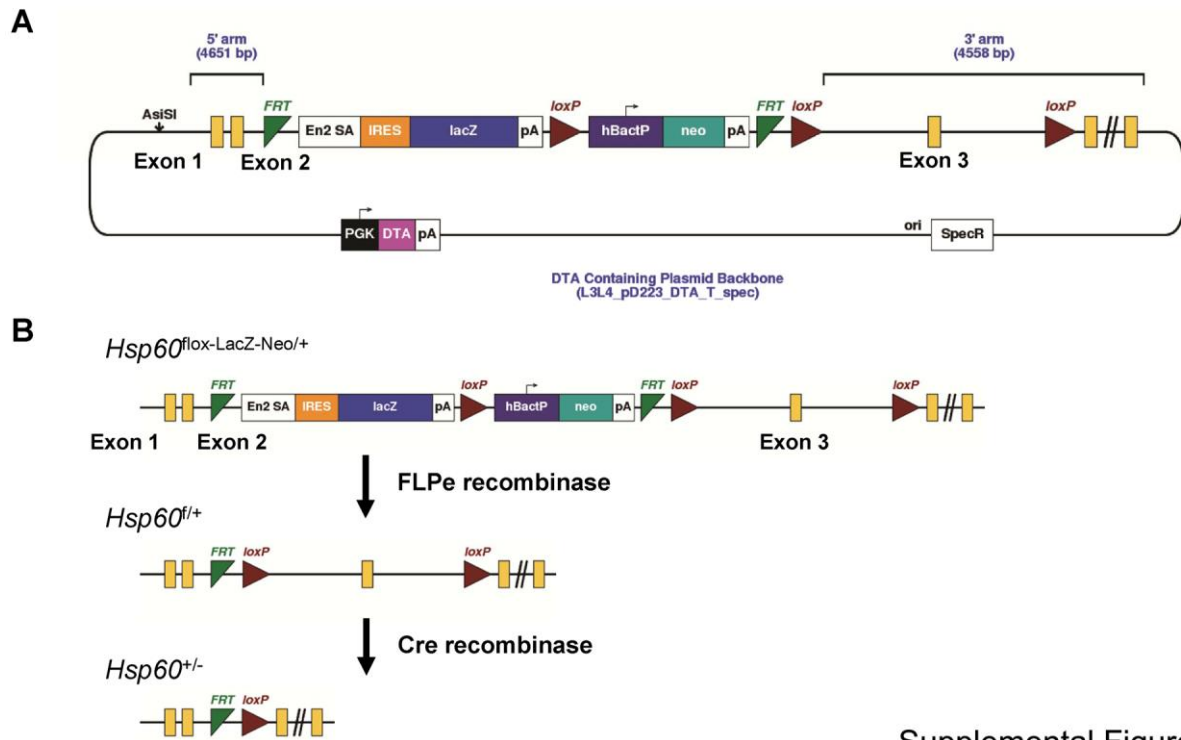 A
5' arm
(4651 bp)
3' arm
(4558 bp)
AsiSI
FRT
loxP
FRT
loxP
loxP
En2 SA IRES lacZ pA hBactP neo pA
Exon 1 Exon 2 Exon 3
PGK DTA pA
ori SpecR
DTA Containing Plasmid Backbone
(L3L4_pD223_DTA_T_spec)
B
Hsp60flox-LacZ-Neo/+
FRT loxP FRT loxP loxP
En2 SA IRES lacZ pA hBactP neo pA
Exon 1 Exon 2 Exon 3
FLPe recombinase
Hsp60f/+
FRT loxP loxP
Cre recombinase
Hsp60+/-
FRT loxP
Supplemental Figure